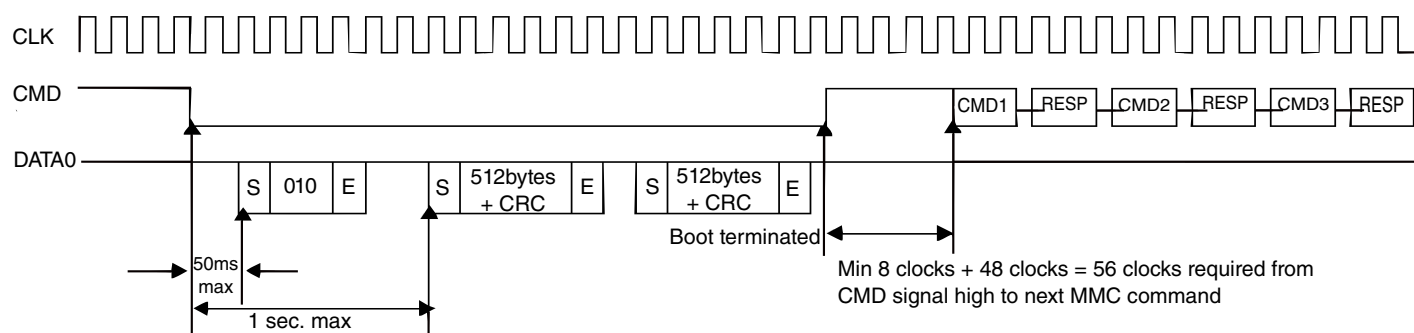 CLK
CMD
CMD1 RESP CMD2 RESP CMD3 RESP
DATA0
S 010 E S 512bytes + CRC E S 512bytes + CRC E
Boot terminated
50ms
max
1 sec. max
Min 8 clocks + 48 clocks = 56 clocks required from
CMD signal high to next MMC command